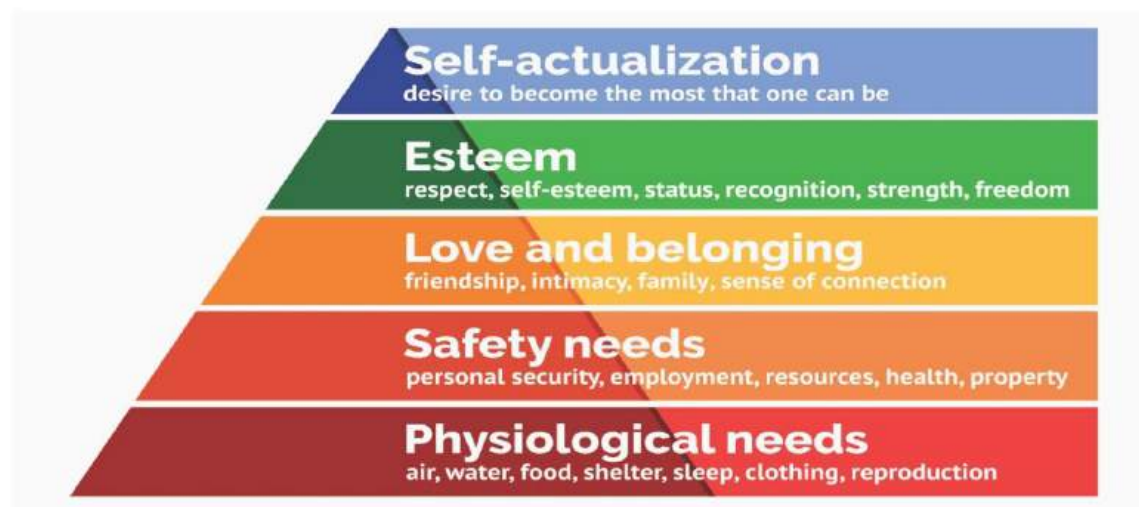 Self-actualization
desire to become the most that one can be
Esteem
respect, self-esteem, status, recognition, strength, freedom
Love and belonging
friendship, intimacy, family, sense of connection
Safety needs
personal security, employment, resources, health, property
Physiological needs
air, water, food, shelter, sleep, clothing, reproduction